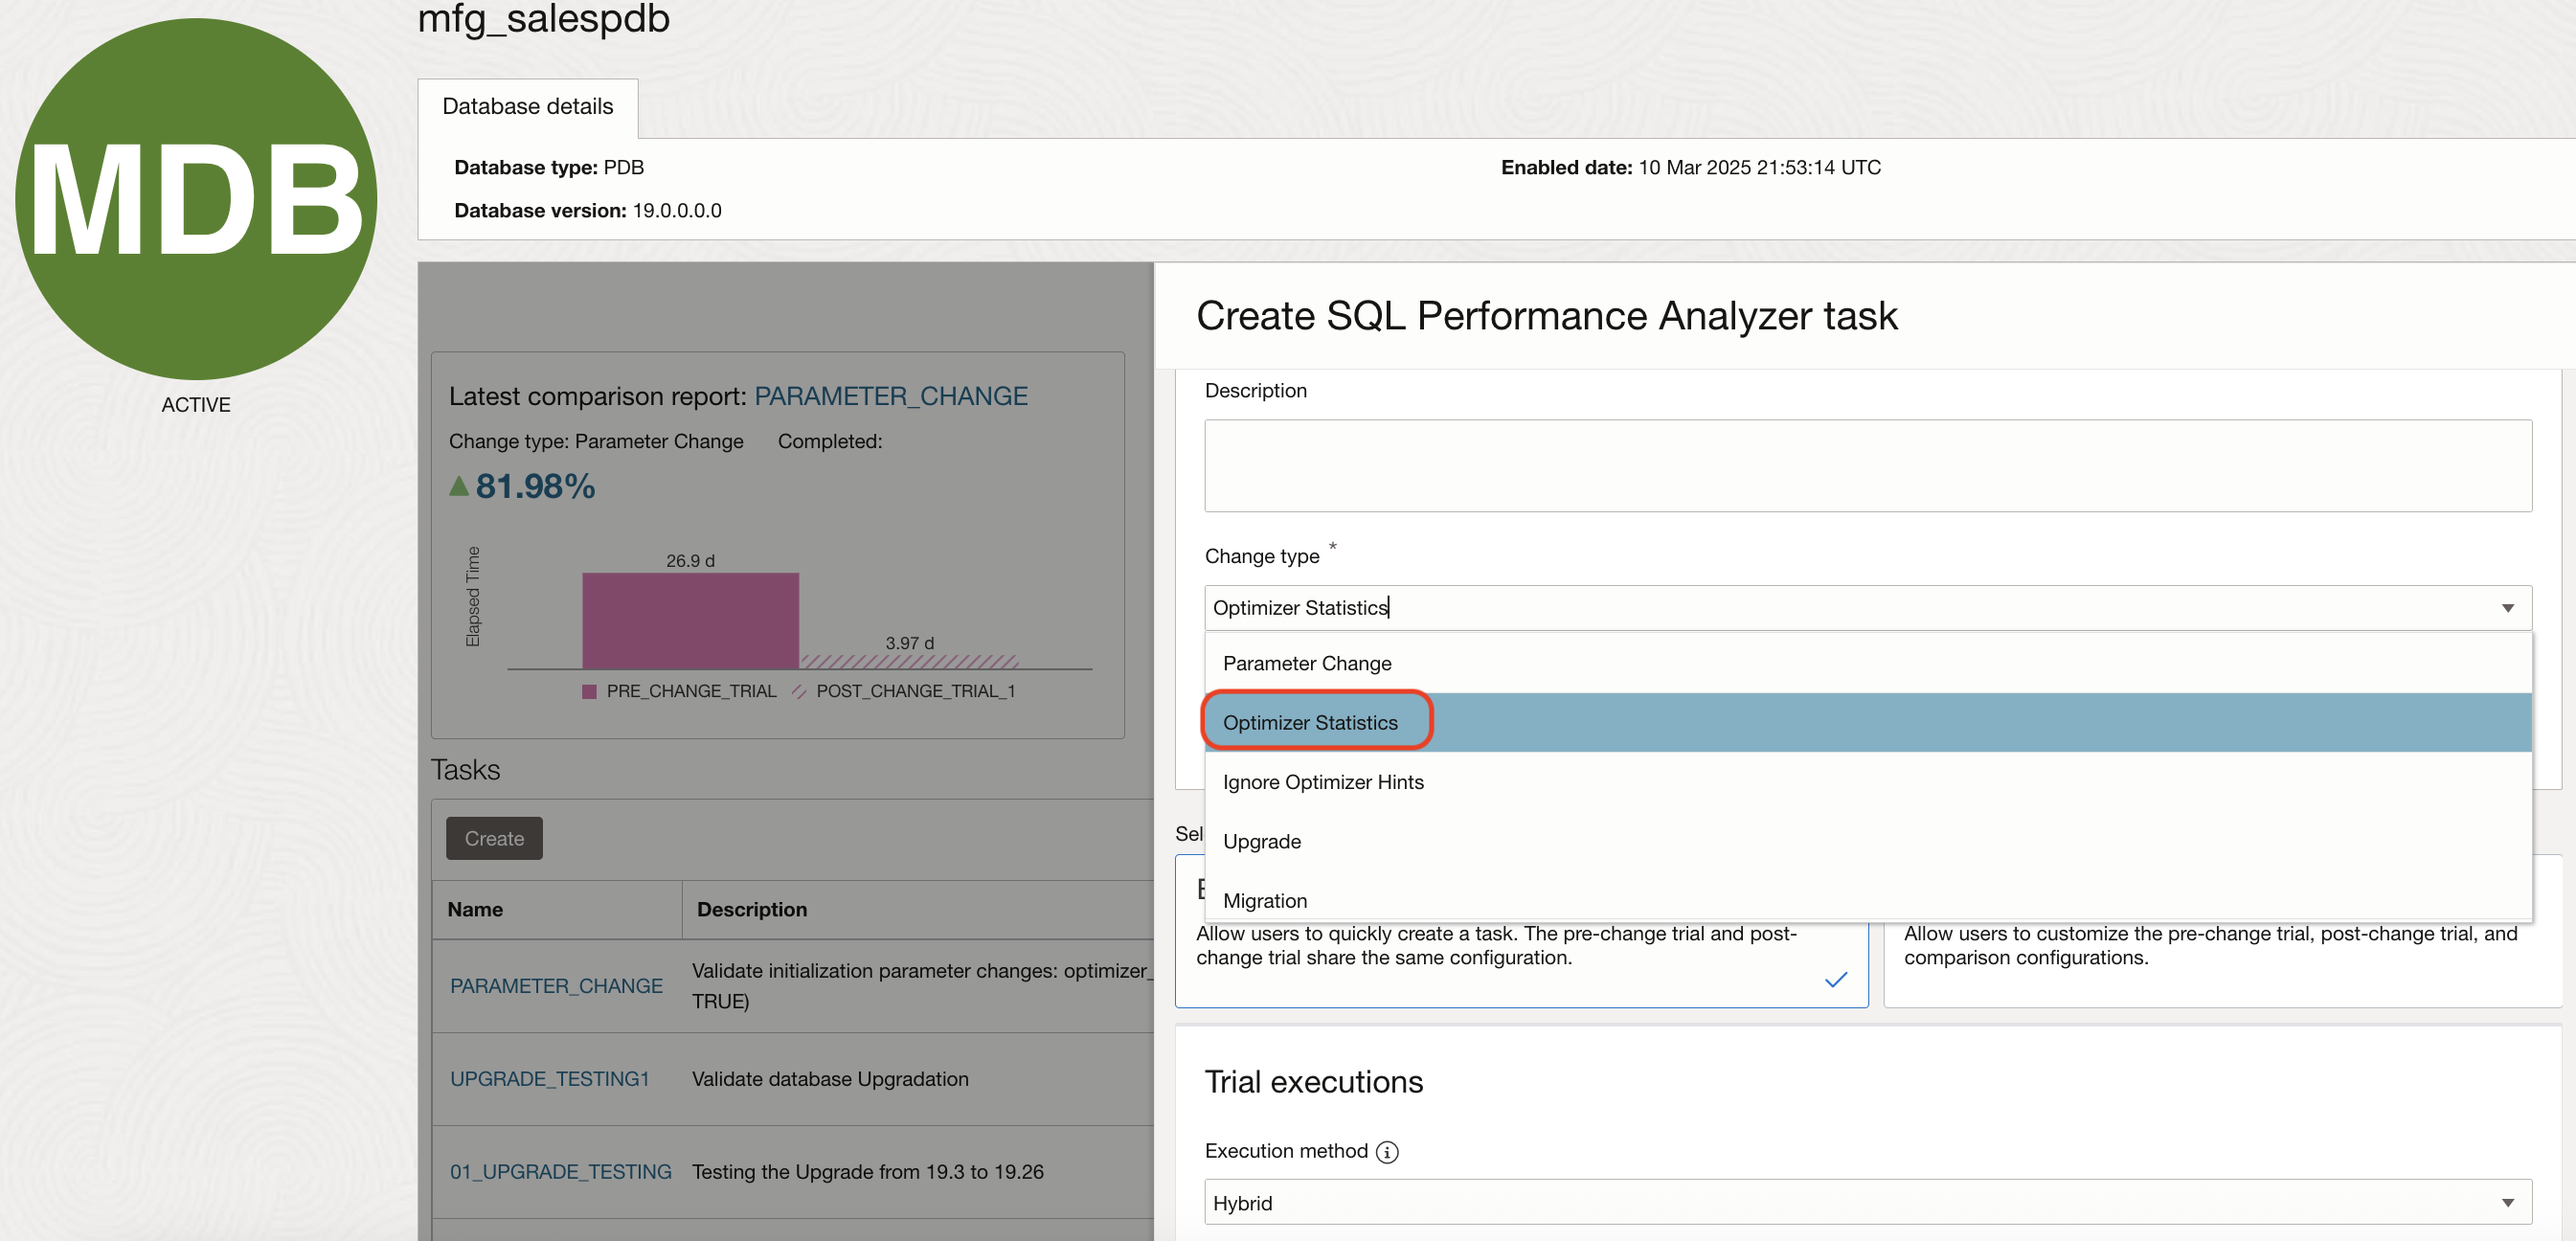 mfg_salespdb
MDB
ACTIVE
Database details
Database type: PDB
Enabled date: 10 Mar 2025 21:53:14 UTC
Database version: 19.0.0.0.0
Latest comparison report: PARAMETER_CHANGE
Change type: Parameter Change
Completed:
81.98%
Elapsed Time
26.9 d
3.97 d
PRE_CHANGE_TRIAL
POST_CHANGE_TRIAL_1
Tasks
Create
Name
Description
PARAMETER_CHANGE
Validate initialization parameter changes: optimizer_
TRUE)
UPGRADE_TESTING1
Validate database Upgradation
01_UPGRADE_TESTING
Testing the Upgrade from 19.3 to 19.26
Create SQL Performance Analyzer task
Description
Change type *
Optimizer Statistics
Parameter Change
Optimizer Statistics
Ignore Optimizer Hints
Upgrade
Migration
Allow users to quickly create a task. The pre-change trial and post-
change trial share the same configuration.
Allow users to customize the pre-change trial, post-change trial, and
comparison configurations.
Trial executions
Execution method
Hybrid